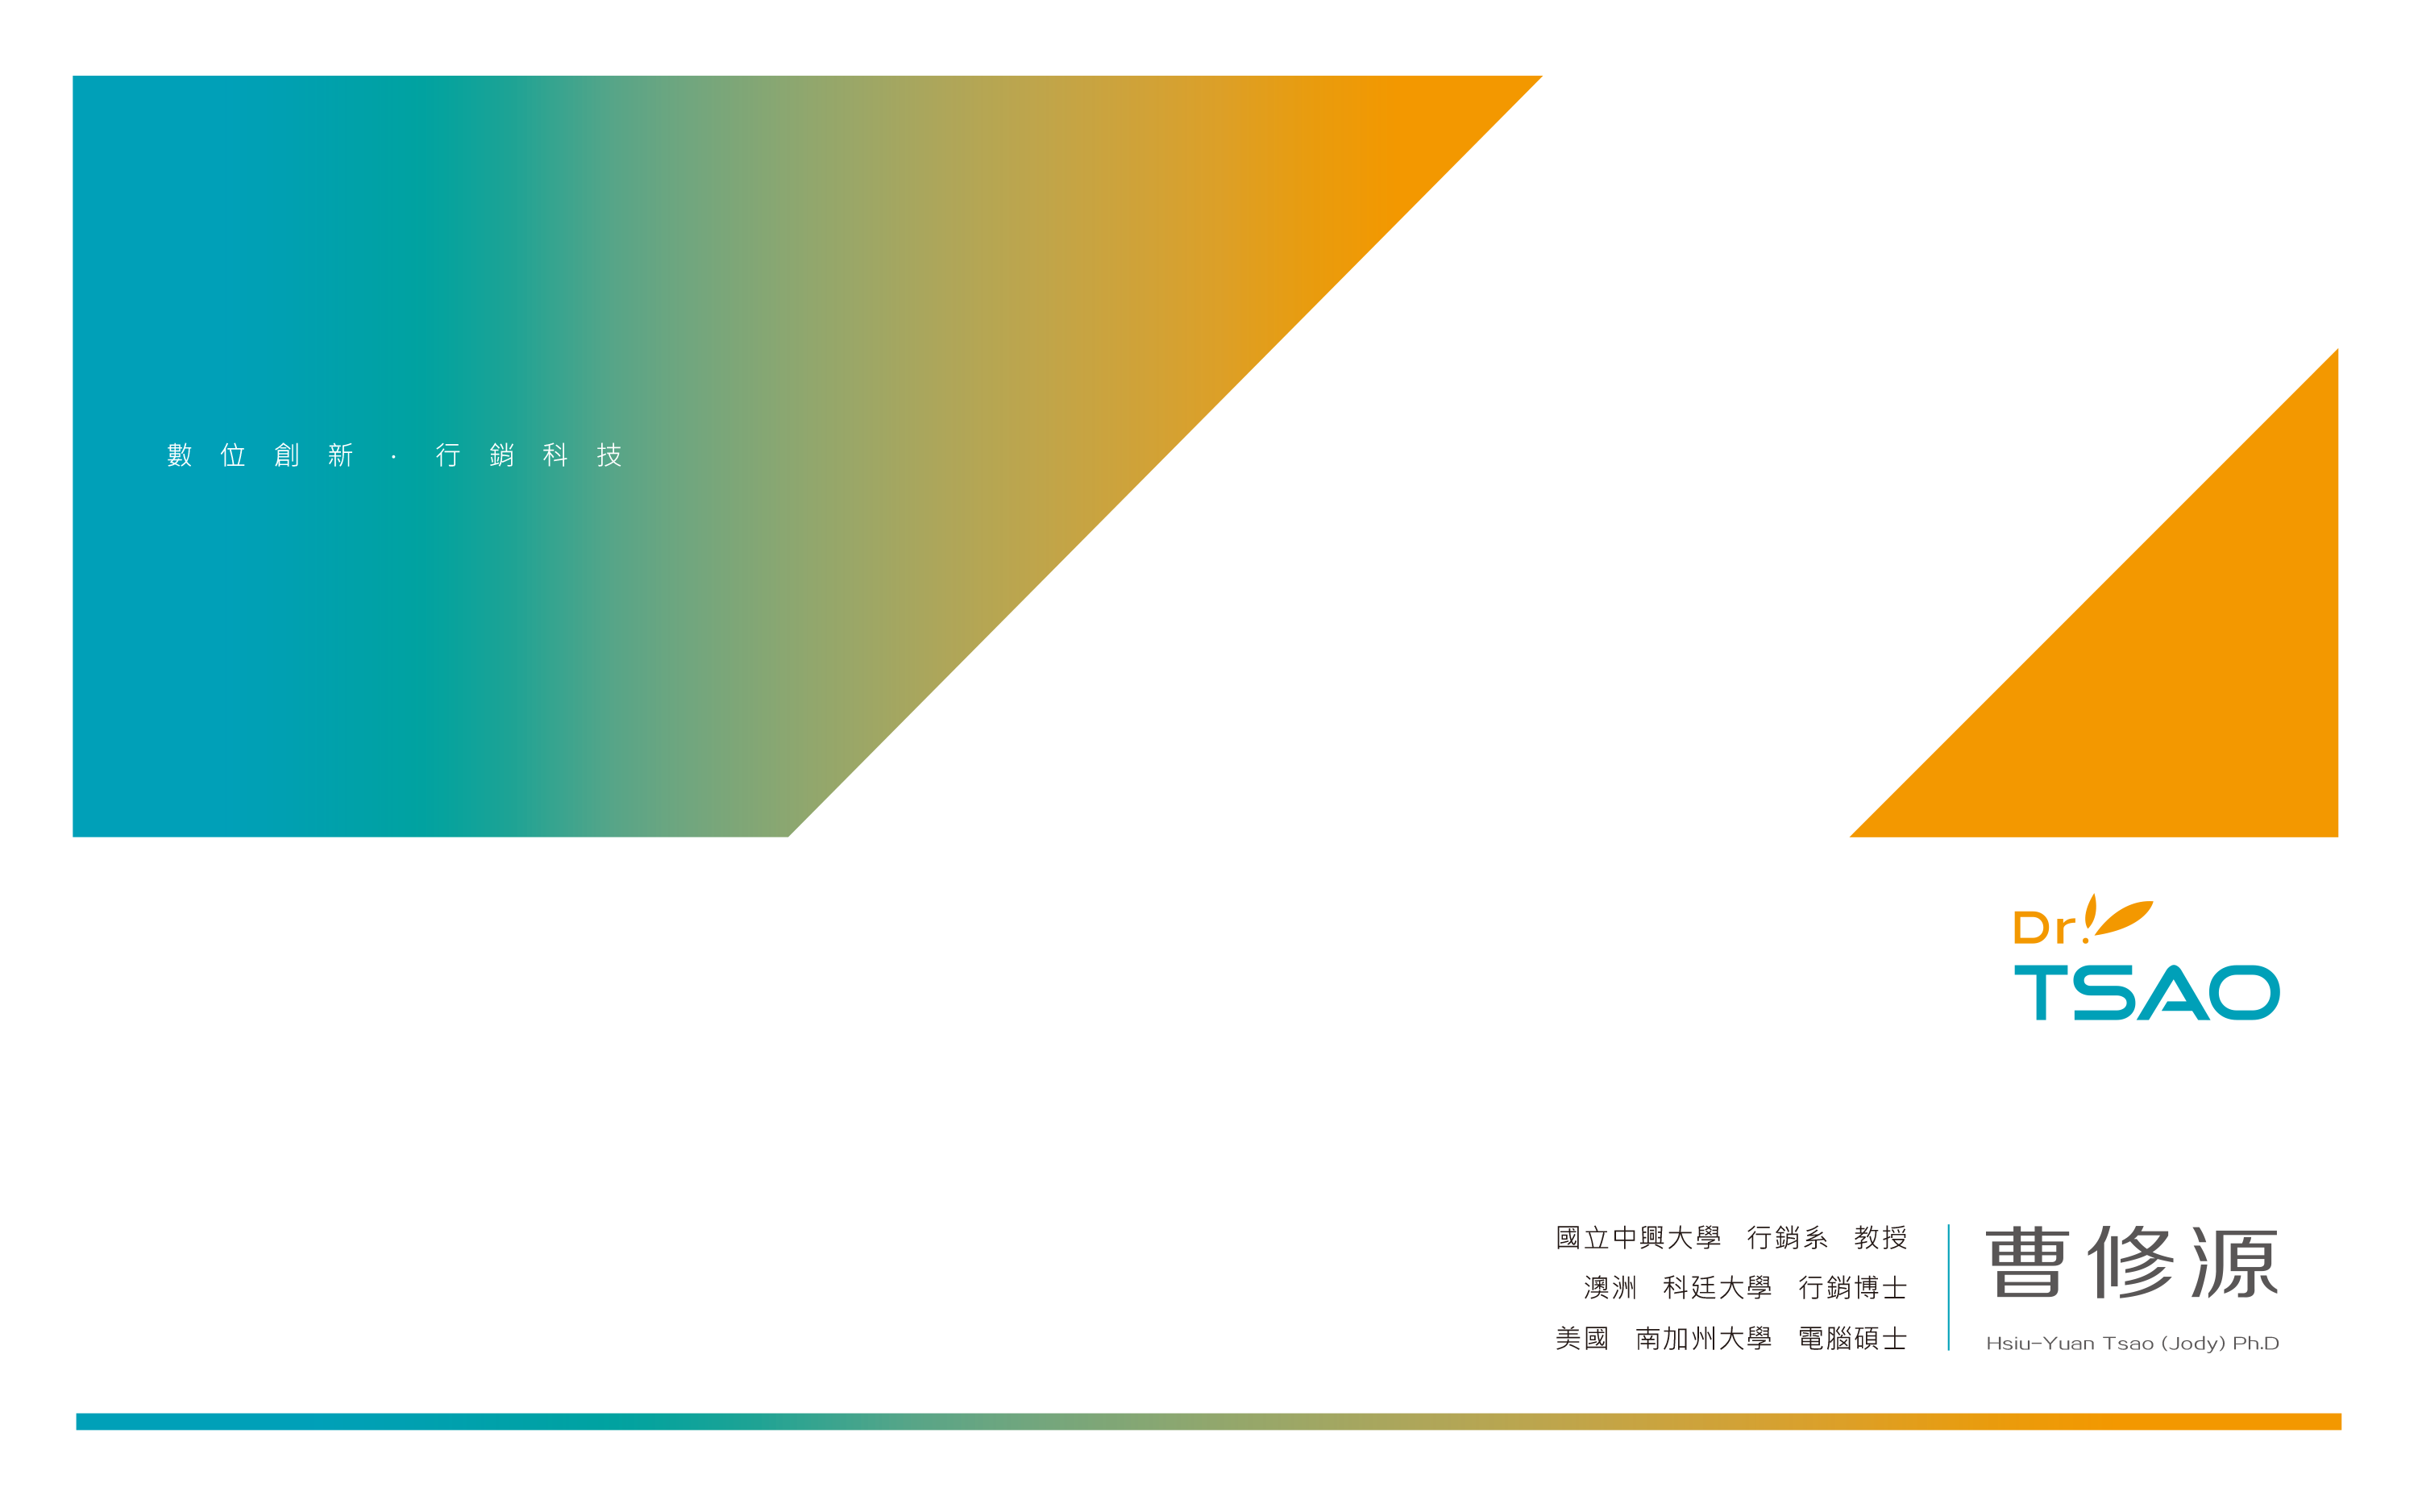 數位創新·行銷科技
Dr.
TSAO
國立中興大學 行銷系 教授
澳洲 科廷大學 行銷博士
美國 南加州大學 電腦碩士
曹修源
Hsiu-Yuan Tsao (Jody) Ph.D